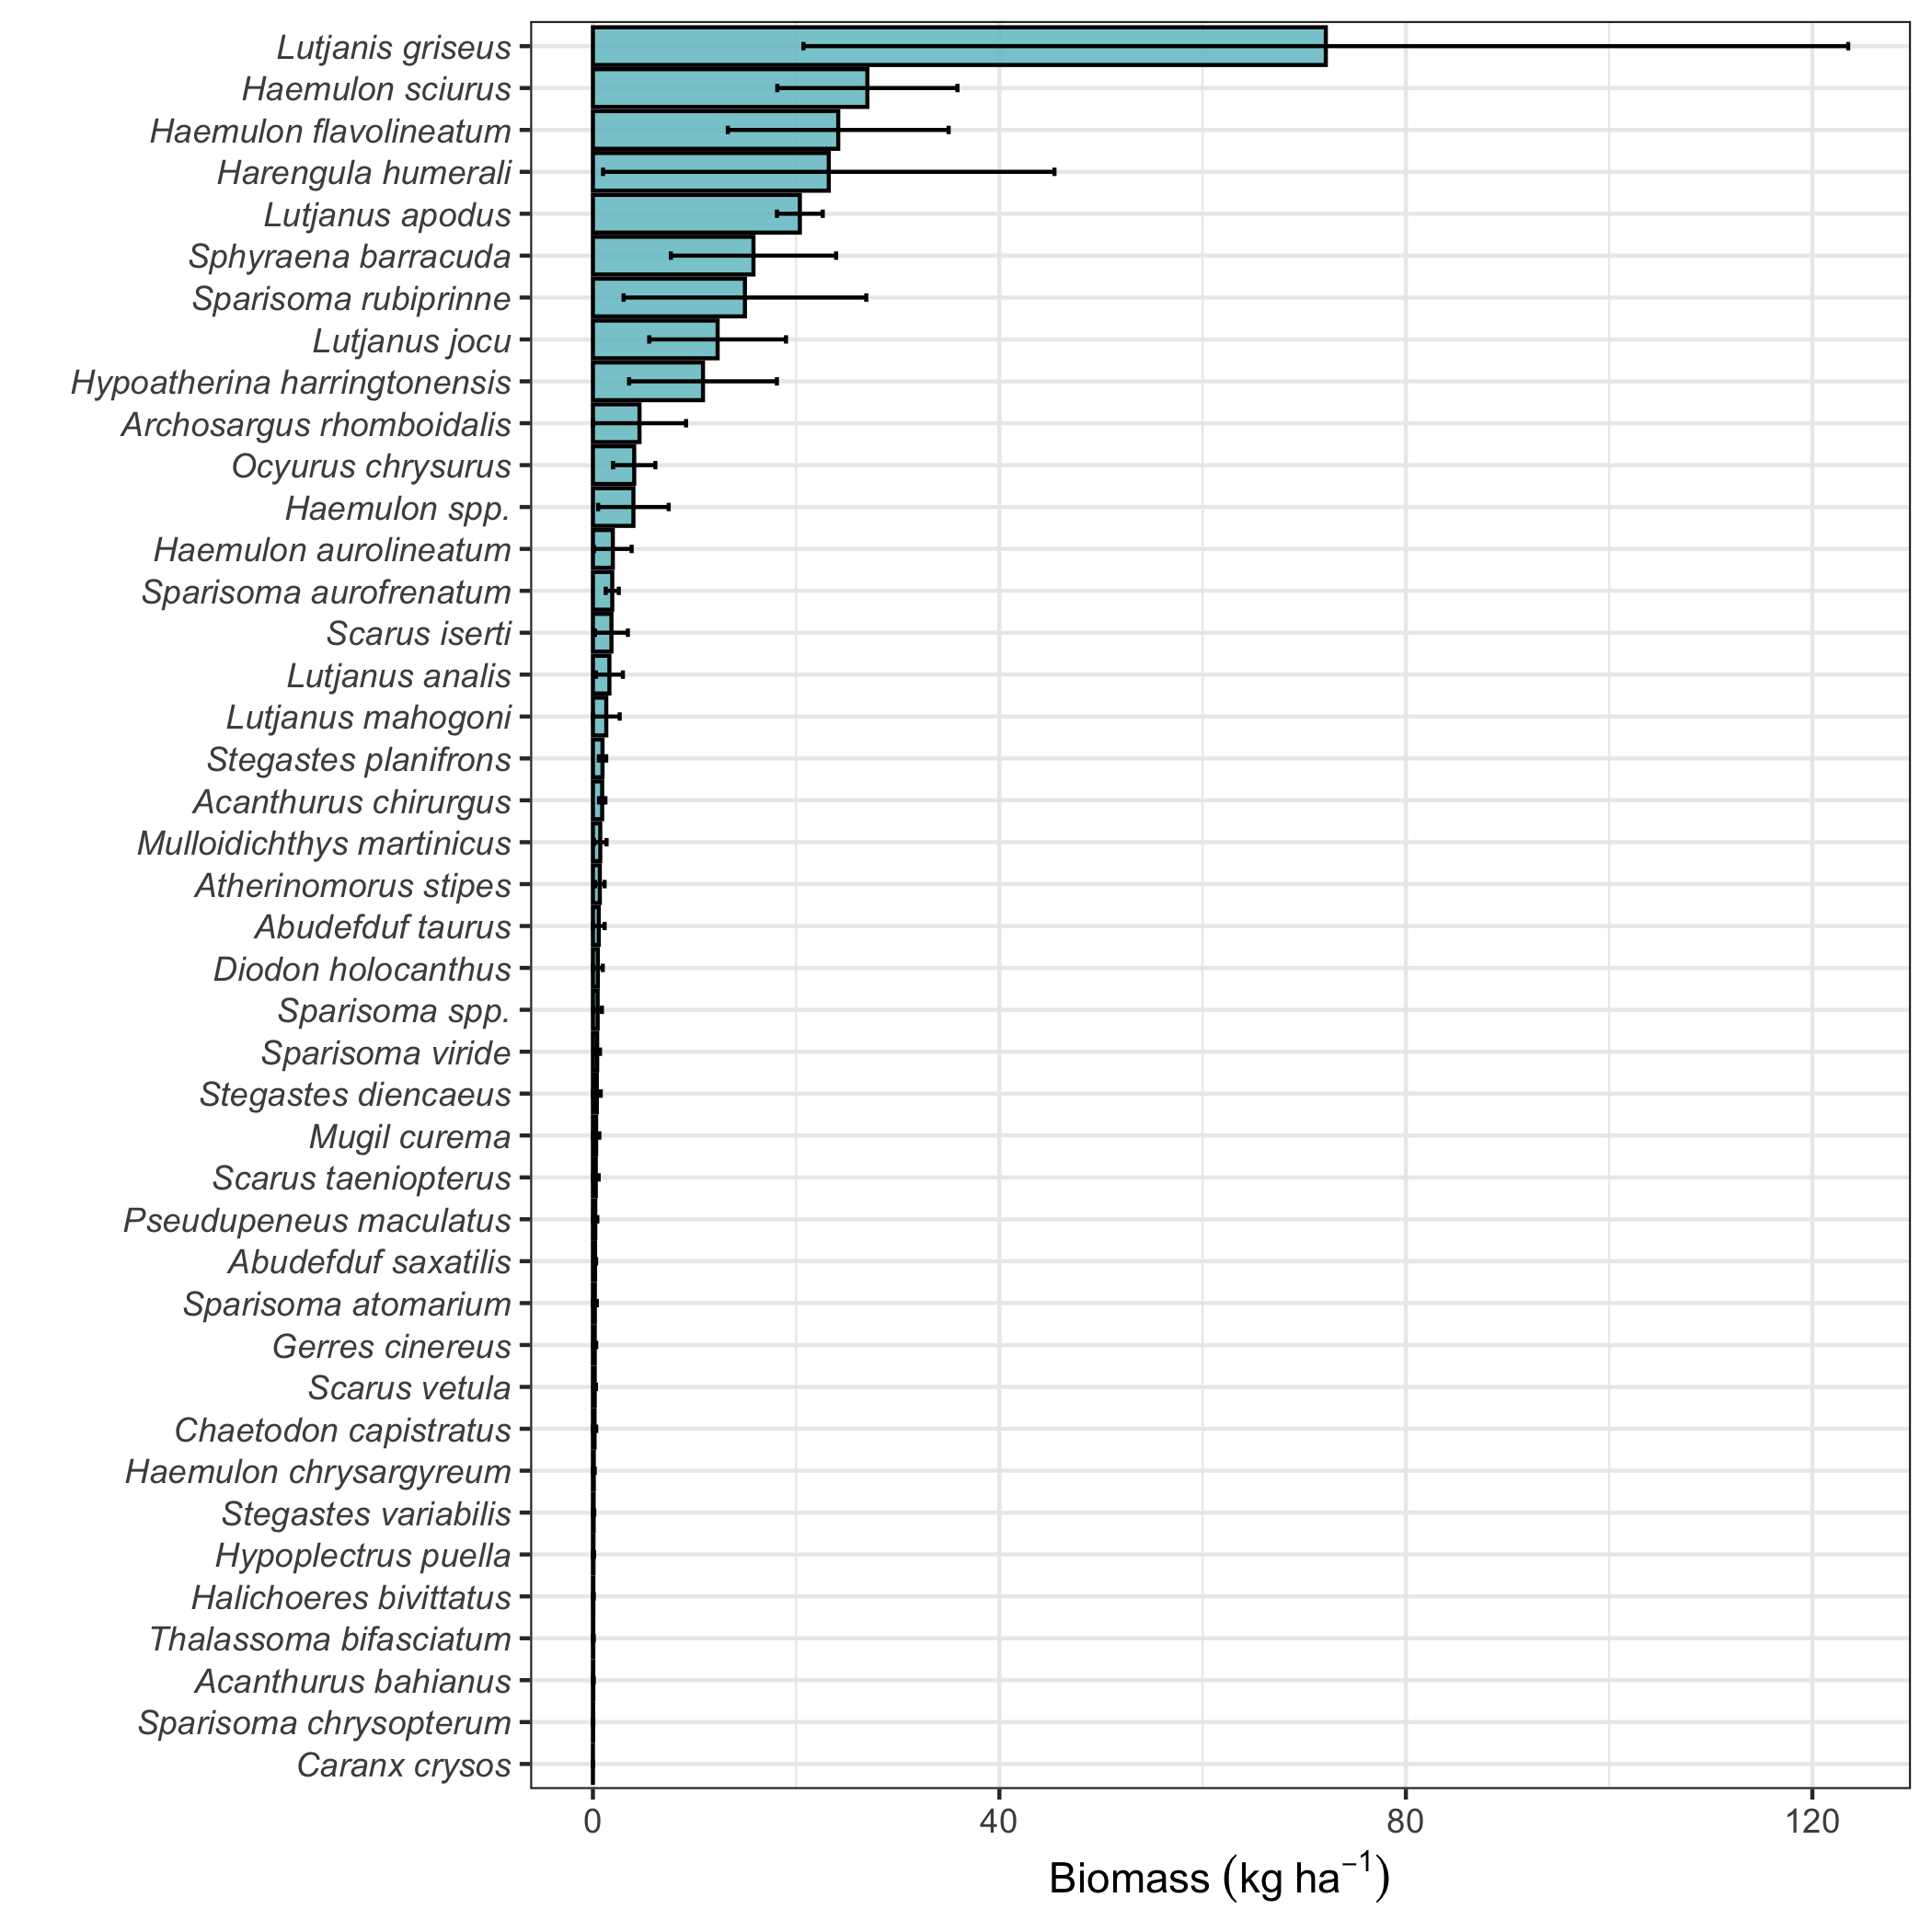 Lutjanis griseus
Haemulon sciurus
Haemulon flavolineatum
Harengula humerali
Lutjanus apodus
Sphyraena barracuda
Sparisoma rubiprinne
Lutjanus jocu
Hypoatherina harringtonensis
Archosargus rhomboidalis
Ocyurus chrysurus
Haemulon spp.
Haemulon aurolineatum
Sparisoma aurofrenatum
Scarus iserti
Lutjanus analis
Lutjanus mahogoni
Stegastes planifrons
Acanthurus chirurgus
Mulloidichthys martinicus
Atherinomorus stipes
Abudefduf taurus
Diodon holocanthus
Sparisoma spp.
Sparisoma viride
Stegastes diencaeus
Mugil curema
Scarus taeniopterus
Pseudupeneus maculatus
Abudefduf saxatilis
Sparisoma atomarium
Gerres cinereus
Scarus vetula
Chaetodon capistratus
Haemulon chrysargyreum
Stegastes variabilis
Hypoplectrus puella
Halichoeres bivittatus
Thalassoma bifasciatum
Acanthurus bahianus
Sparisoma chrysopterum
Caranx crysos
0 40 80 120
Biomass (kg ha⁻¹)